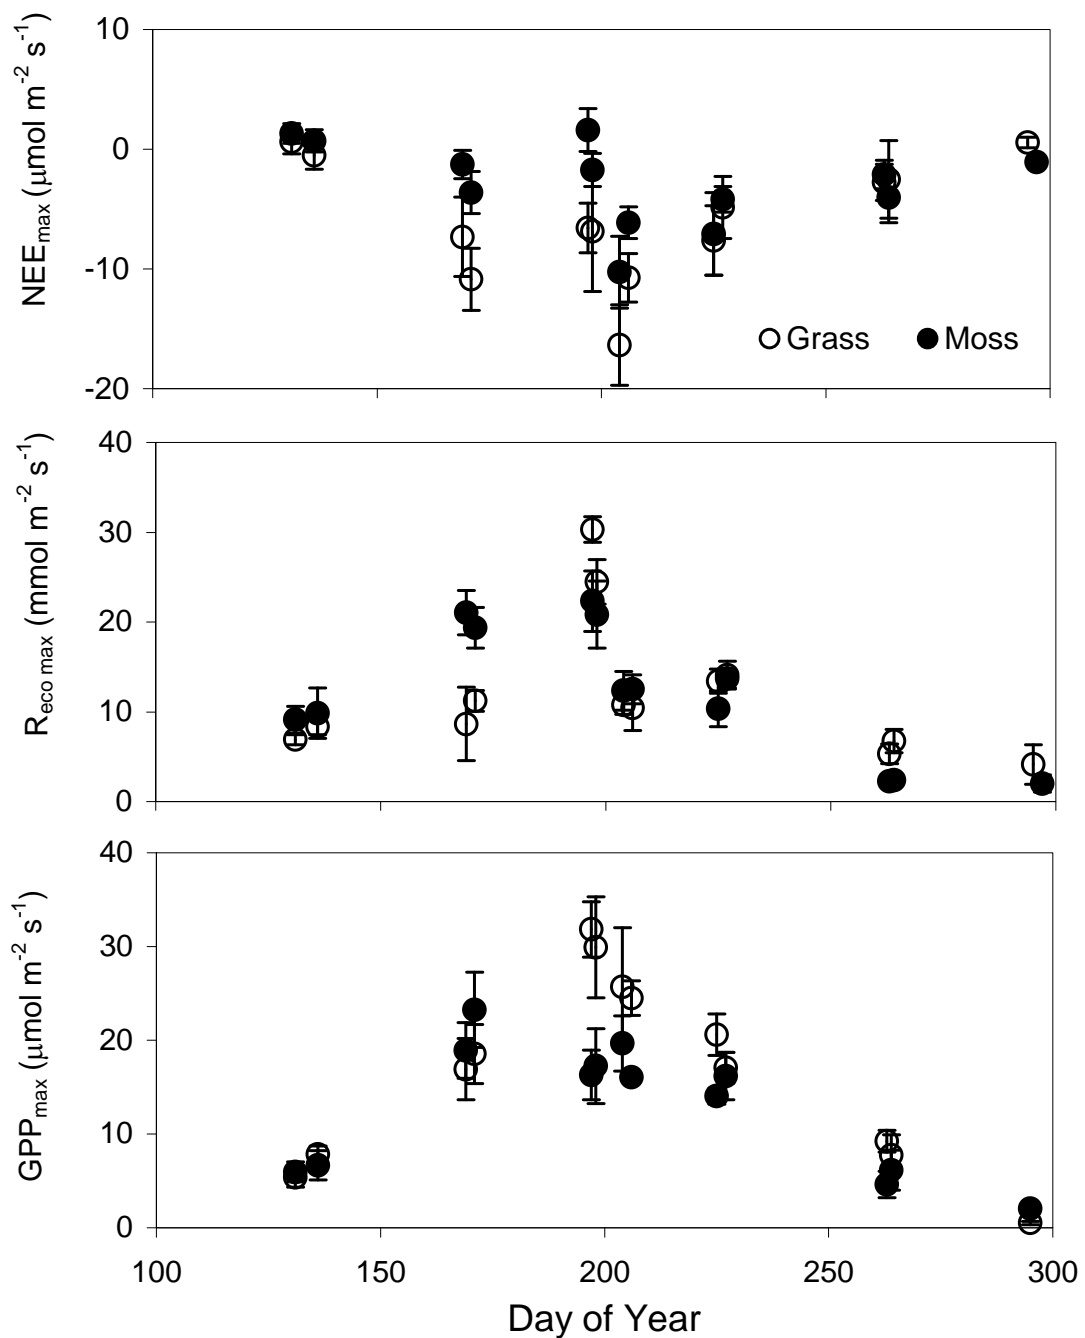 NEEmax (μmol m-2 s-1)
10
0
-10
-20
Grass Moss
Reco max (mmol m-2 s-1)
40
30
20
10
0
GPPmax (μmol m-2 s-1)
40
30
20
10
0
100 150 200 250 300
Day of Year